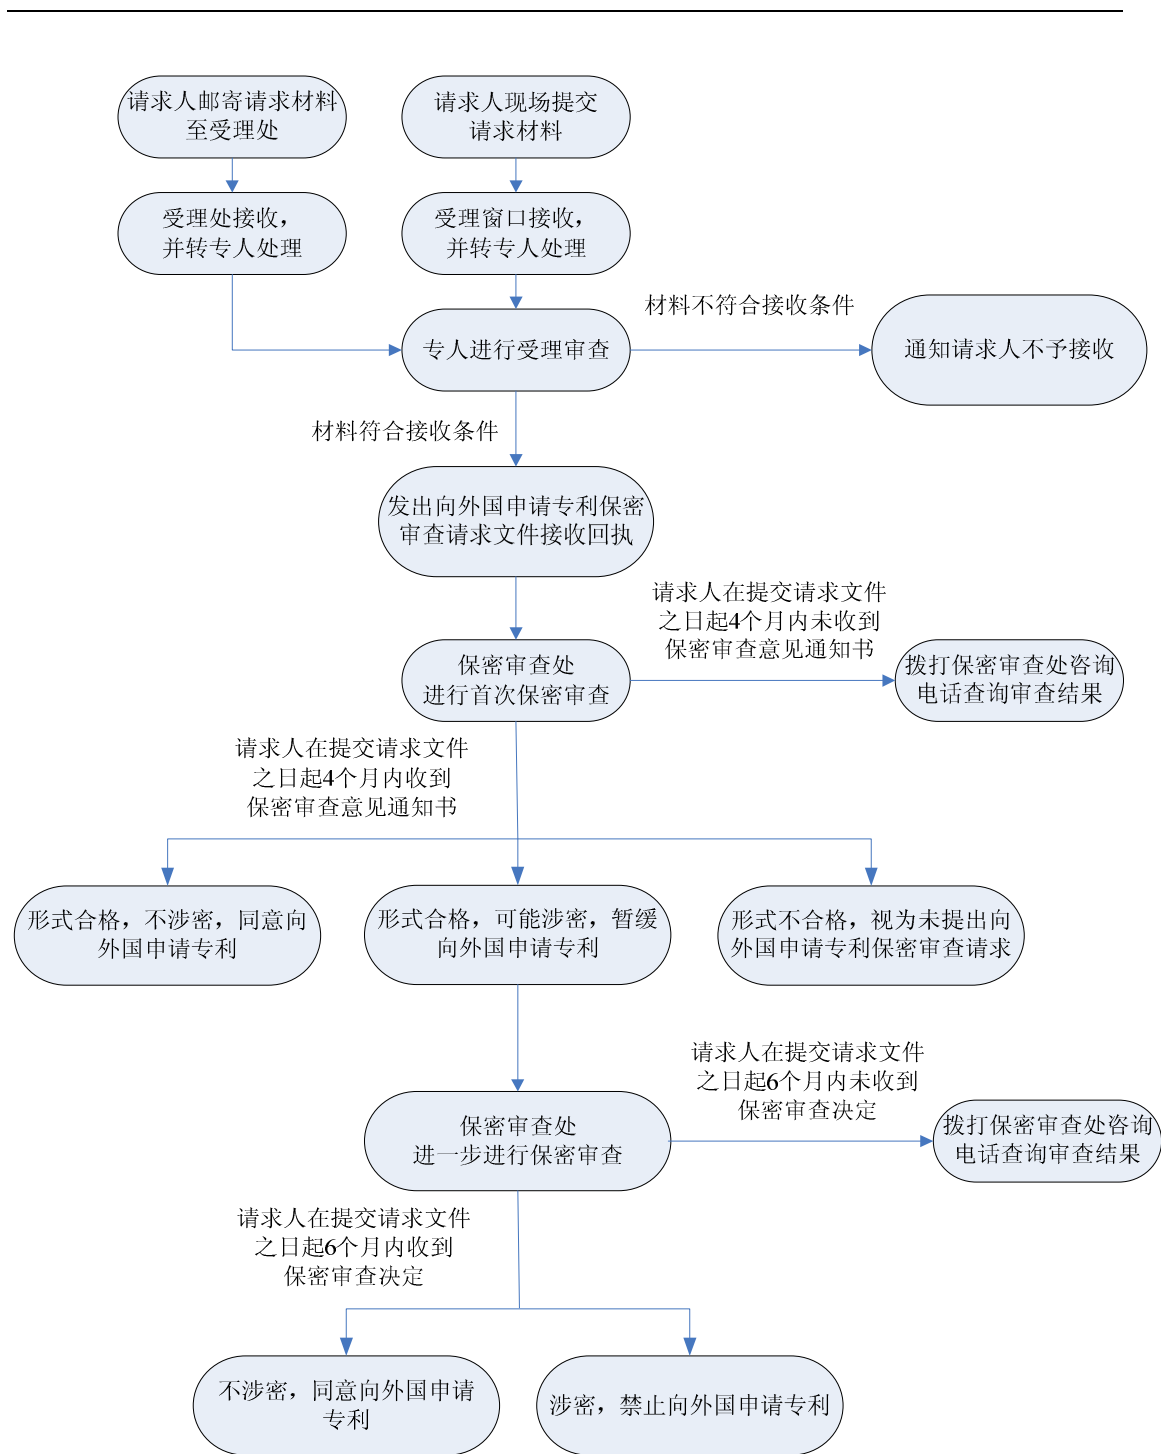 请求人邮寄请求材料
至受理处
请求人现场提交
请求材料
受理处接收，
并转专人处理
受理窗口接收，
并转专人处理
材料不符合接收条件
专人进行受理审查
通知请求人不予接收
材料符合接收条件
发出向外国申请专利保密
审查请求文件接收回执
请求人在提交请求文件
之日起4个月内未收到
保密审查意见通知书
保密审查处
进行首次保密审查
拨打保密审查处咨询
电话查询审查结果
请求人在提交请求文件
之日起4个月内收到
保密审查意见通知书
形式合格，不涉密，同意向
外国申请专利
形式合格，可能涉密，暂缓
向外国申请专利
形式不合格，视为未提出向
外国申请专利保密审查请求
请求人在提交请求文件
之日起6个月内未收到
保密审查决定
保密审查处
进一步进行保密审查
拨打保密审查处咨询
电话查询审查结果
请求人在提交请求文件
之日起6个月内收到
保密审查决定
不涉密，同意向外国申请
专利
涉密，禁止向外国申请专利